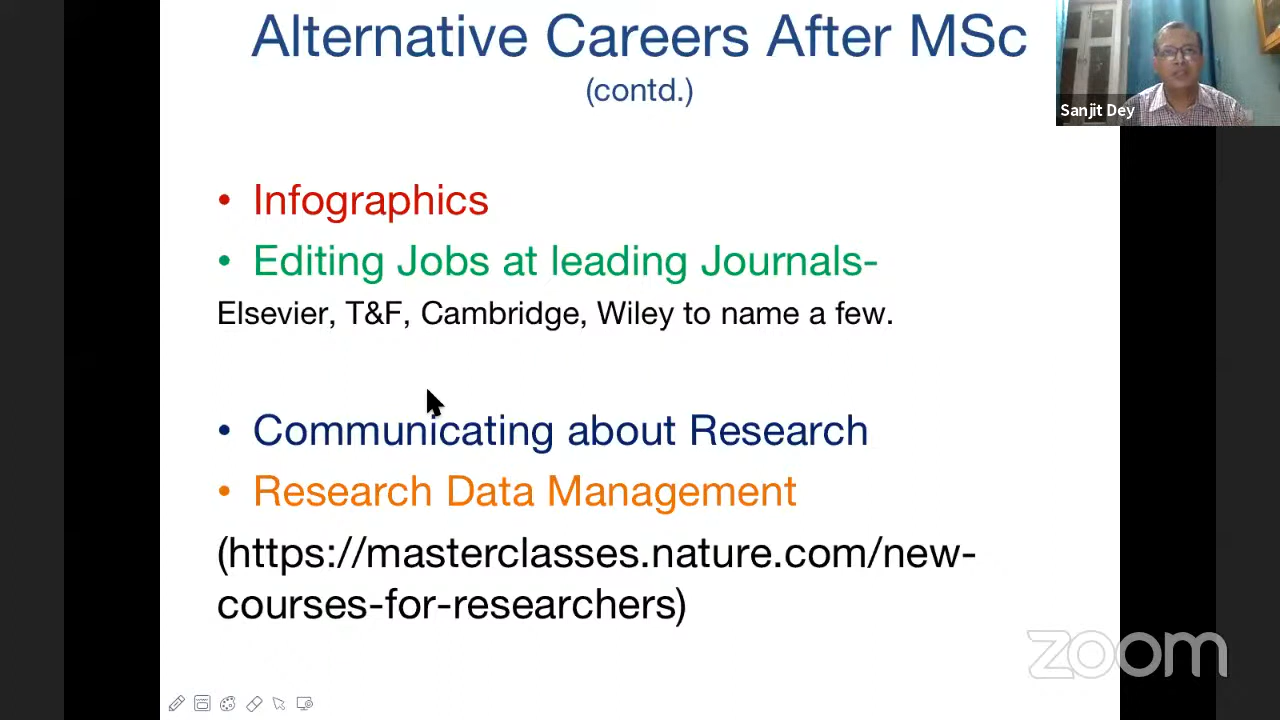 Alternative Careers After MSc
(contd.)
Sanjit Dey
• Infographics
• Editing Jobs at leading Journals-
Elsevier, T&F, Cambridge, Wiley to name a few.
• Communicating about Research
• Research Data Management
(https://masterclasses.nature.com/new-
courses-for-researchers)
zoom